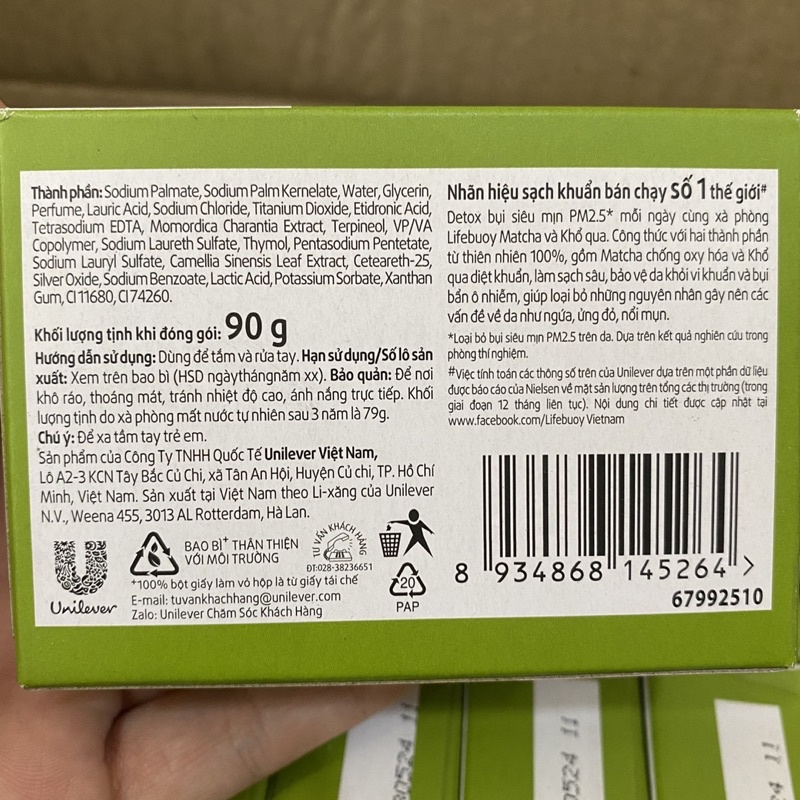 Thành phần: Sodium Palmate, Sodium Palm Kernelate, Water, Glycerin,
Perfume, Lauric Acid, Sodium Chloride, Titanium Dioxide, Etidronic Acid,
Tetrasodium EDTA, Momordica Charantia Extract, Terpineol, VP/VA
Copolymer, Sodium Laureth Sulfate, Thymol, Pentasodium Pentetate,
Sodium Lauryl Sulfate, Camellia Sinensis Leaf Extract, Ceteareth-25,
Silver Oxide, Sodium Benzoate, Lactic Acid, Potassium Sorbate, Xanthan
Gum, CI 11680, CI 74260.
Khối lượng tịnh khi đóng gói: 90 g
Hướng dẫn sử dụng: Dùng để tắm và rửa tay. Hạn sử dụng/Số lô sản
xuất: Xem trên bao bì (HSD ngàythángnăm xx). Bảo quản: Để nơi
khô ráo, thoáng mát, tránh nhiệt độ cao, ánh nắng trực tiếp. Khối
lượng tịnh do xà phòng mất nước tự nhiên sau 3 năm là 79g.
Chú ý: Để xa tầm tay trẻ em.
Sản phẩm của Công Ty TNHH Quốc Tế Unilever Việt Nam,
Lô A2-3 KCN Tây Bắc Củ Chi, xã Tân An Hội, Huyện Củ chi, TP. Hồ Chí
Minh, Việt Nam. Sản xuất tại Việt Nam theo Li-xăng của Unilever
N.V., Weena 455, 3013 AL Rotterdam, Hà Lan.
Unilever
BAO BÌ+ THÂN THIỆN
VỚI MÔI TRƯỜNG
TƯ VẤN KHÁCH HÀNG
ĐT:028-38236651
+100% bột giấy làm vỏ hộp là từ giấy tái chế
E-mail: tuvankhachhang@unilever.com
Zalo: Unilever Chăm Sóc Khách Hàng
20
PAP
Nhãn hiệu sạch khuẩn bán chạy SỐ 1 thế giới#
Detox bụi siêu mịn PM2.5* mỗi ngày cùng xà phòng
Lifebuoy Matcha và Khổ qua. Công thức với hai thành phần
từ thiên nhiên 100%, gồm Matcha chống oxy hóa và Khổ
qua diệt khuẩn, làm sạch sâu, bảo vệ da khỏi vi khuẩn và bụi
bẩn ô nhiễm, giúp loại bỏ những nguyên nhân gây nên các
vấn đề về da như ngứa, ửng đỏ, nổi mụn.
*Loại bỏ bụi siêu mịn PM2.5 trên da. Dựa trên kết quả nghiên cứu trong
phòng thí nghiệm.
#Việc tính toán các thông số trên của Unilever dựa trên một phần dữ liệu
được báo cáo của Nielsen về mặt sản lượng trên tổng các thị trường (trong
giai đoạn 12 tháng liên tục). Nội dung chi tiết được cập nhật tại
www.facebook.com/Lifebuoy Vietnam
8 934868 145264 >
67992510
30524 11
0524 11
24 11